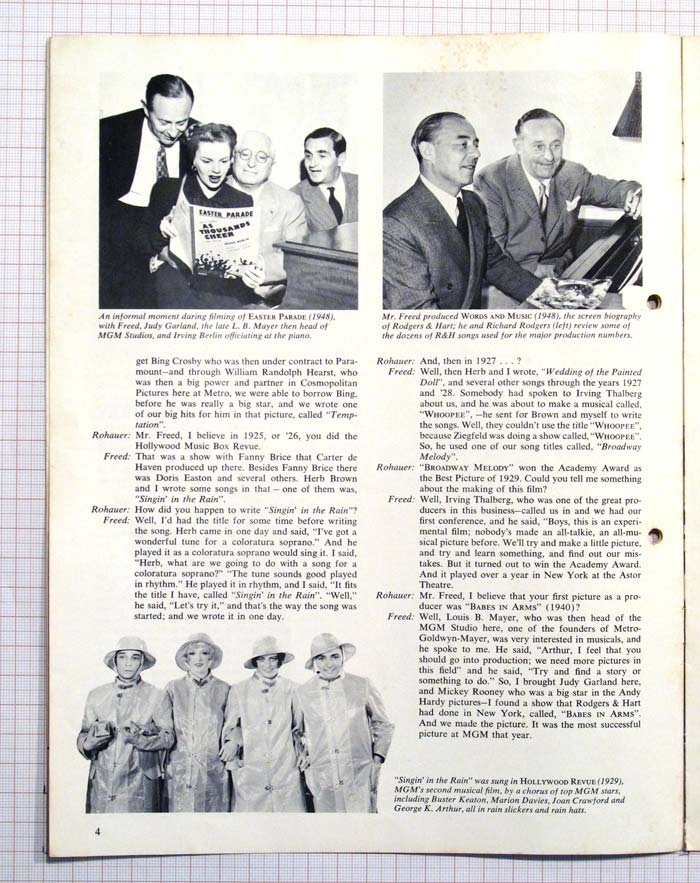 EASTER PARADE
AS
THOUSANDS
CHEER
IRVING BERLIN
An informal moment during filming of EASTER PARADE (1948),
with Freed, Judy Garland, the late L. B. Mayer then head of
MGM Studios, and Irving Berlin officiating at the piano.
Mr. Freed produced WORDS AND MUSIC (1948), the screen biography
of Rodgers & Hart; he and Richard Rodgers (left) review some of
the dozens of R&H songs used for the major production numbers.
get Bing Crosby who was then under contract to Para-
mount—and through William Randolph Hearst, who
was then a big power and partner in Cosmopolitan
Pictures here at Metro, we were able to borrow Bing,
before he was really a big star, and we wrote one
of our big hits for him in that picture, called "Temp-
tation".
Rohauer: Mr. Freed, I believe in 1925, or '26, you did the
Hollywood Music Box Revue.
Freed: That was a show with Fanny Brice that Carter de
Haven produced up there. Besides Fanny Brice there
was Doris Easton and several others. Herb Brown
and I wrote some songs in that – one of them was,
"Singin' in the Rain".
Rohauer: How did you happen to write "Singin' in the Rain"?
Freed: Well, I'd had the title for some time before writing
the song. Herb came in one day and said, "I've got a
wonderful tune for a coloratura soprano." And he
played it as a coloratura soprano would sing it. I said,
"Herb, what are we going to do with a song for a
coloratura soprano?" "The tune sounds good played
in rhythm." He played it in rhythm, and I said, "It fits
the title I have, called "Singin' in the Rain". "Well,"
he said, "Let's try it," and that's the way the song was
started; and we wrote it in one day.
Rohauer: And, then in 1927 . . . ?
Freed: Well, then Herb and I wrote, "Wedding of the Painted
Doll", and several other songs through the years 1927
and '28. Somebody had spoken to Irving Thalberg
about us, and he was about to make a musical called,
"WHOOPEE", –he sent for Brown and myself to write
the songs. Well, they couldn't use the title "WHOOPEE",
because Ziegfeld was doing a show called, "WHOOPEE".
So, he used one of our song titles called, "Broadway
Melody".
Rohauer: "BROADWAY MELODY" won the Academy Award as
the Best Picture of 1929. Could you tell me something
about the making of this film?
Freed: Well, Irving Thalberg, who was one of the great pro-
ducers in this business—called us in and we had our
first conference, and he said, "Boys, this is an experi-
mental film; nobody's made an all-talkie, an all-mu-
sical picture before. We'll try and make a little picture,
and try and learn something, and find out our mis-
takes. But it turned out to win the Academy Award.
And it played over a year in New York at the Astor
Theatre.
Rohauer: Mr. Freed, I believe that your first picture as a pro-
ducer was "BABES IN ARMS" (1940)?
Freed: Well, Louis B. Mayer, who was then head of the
MGM Studio here, one of the founders of Metro-
Goldwyn-Mayer, was very interested in musicals, and
he spoke to me. He said, "Arthur, I feel that you
should go into production; we need more pictures in
this field" and he said, "Try and find a story or
something to do." So, I brought Judy Garland here,
and Mickey Rooney who was a big star in the Andy
Hardy pictures—I found a show that Rodgers & Hart
had done in New York, called, "BABES IN ARMS".
And we made the picture. It was the most successful
picture at MGM that year.
"Singin' in the Rain" was sung in HOLLYWOOD REVUE (1929),
MGM's second musical film, by a chorus of top MGM stars,
including Buster Keaton, Marion Davies, Joan Crawford and
George K. Arthur, all in rain slickers and rain hats.
4